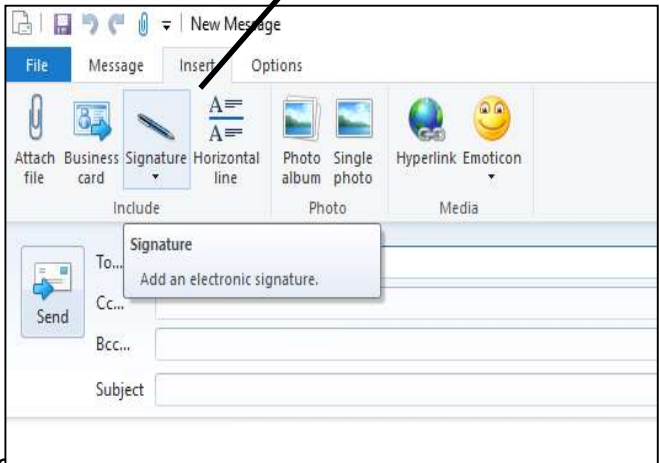 New Message
File Message Insert Options
Attach file Business card Signature Horizontal line Photo album Single photo Hyperlink Emoticon
Include Photo Media
Signature
Add an electronic signature.
Send
To...
Cc...
Bcc...
Subject